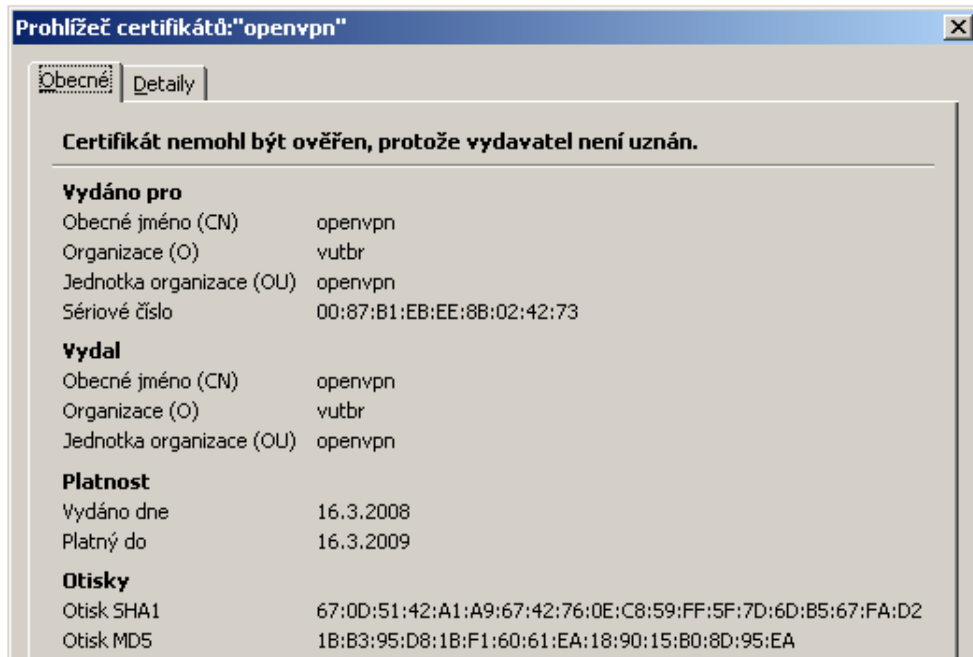 Prohlížeč certifikátů:"openvpn"
Obecné Detaily
Certifikát nemohl být ověřen, protože vydavatel není uznán.
Vydáno pro
Obecné jméno (CN) openvpn
Organizace (O) vutbr
Jednotka organizace (OU) openvpn
Sériové číslo 00:87:B1:EB:EE:8B:02:42:73
Vydal
Obecné jméno (CN) openvpn
Organizace (O) vutbr
Jednotka organizace (OU) openvpn
Platnost
Vydáno dne 16.3.2008
Platný do 16.3.2009
Otisky
Otisk SHA1 67:0D:51:42:A1:A9:67:42:76:0E:C8:59:FF:5F:7D:6D:B5:67:FA:D2
Otisk MD5 1B:B3:95:D8:1B:F1:60:61:EA:18:90:15:B0:8D:95:EA